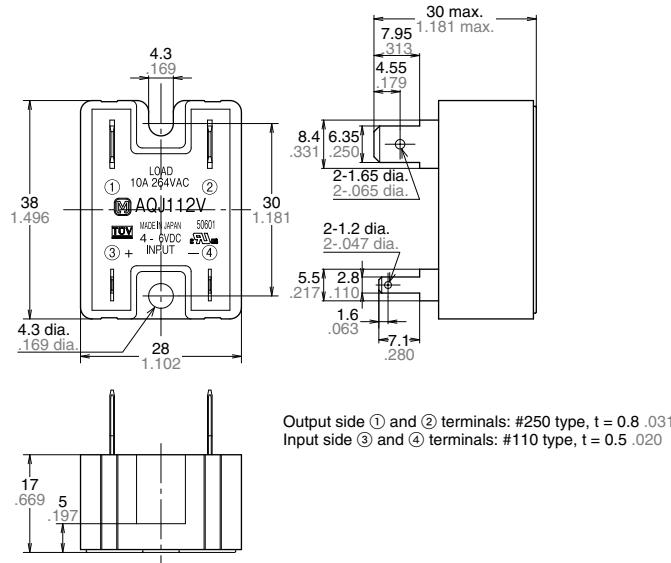 4.3
.169
38
1.496
LOAD
10A 264VAC
① ②
AQJ112V
TÜV MADE IN JAPAN 50601
4 - 6VDC
INPUT
③ + – ④
30
1.181
4.3 dia.
.169 dia.
28
1.102
30 max.
1.181 max.
7.95
.313
4.55
.179
8.4
.331
6.35
.250
2-1.65 dia.
2-.065 dia.
2-1.2 dia.
2-.047 dia.
5.5
.217
2.8
.110
1.6
.063
7.1
.280
17
.669
5
.197
Output side ① and ② terminals: #250 type, t = 0.8 .031
Input side ③ and ④ terminals: #110 type, t = 0.5 .020